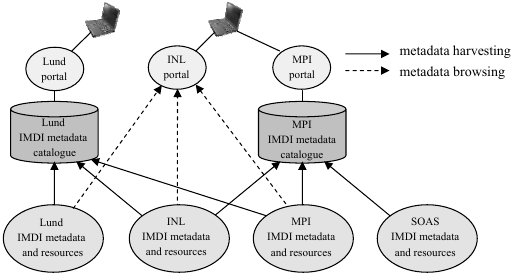 Lund
portal
INL
portal
MPI
portal
metadata harvesting
metadata browsing
Lund
IMDI metadata
catalogue
MPI
IMDI metadata
catalogue
Lund
IMDI metadata
and resources
INL
IMDI metadata
and resources
MPI
IMDI metadata
and resources
SOAS
IMDI metadata
and resources